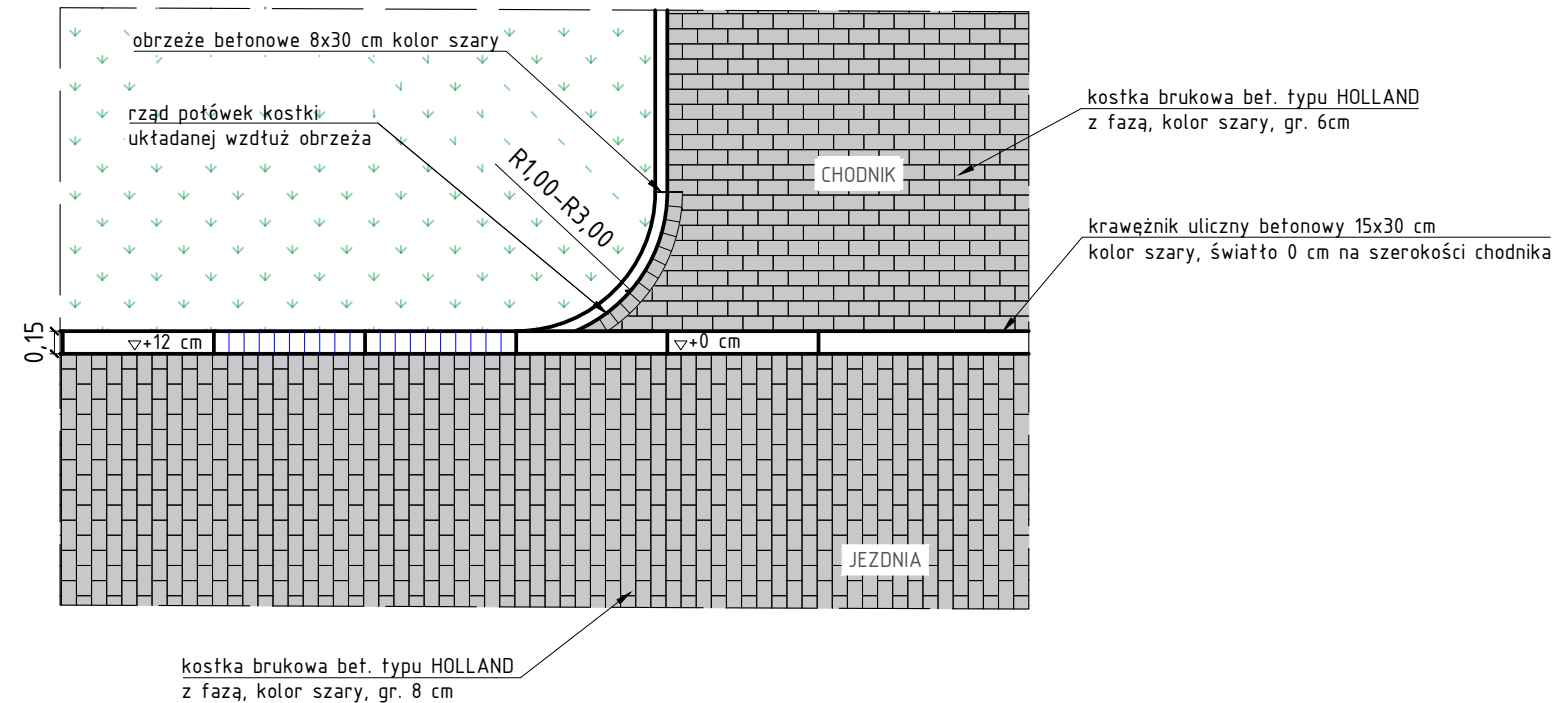 obrzeże betonowe 8x30 cm kolor szary
rząd połówek kostki
układanej wzdłuż obrzeża
R1,00-R3,00
kostka brukowa bet. typu HOLLAND
z fazą, kolor szary, gr. 6cm
CHODNIK
krawężnik uliczny betonowy 15x30 cm
kolor szary, światło 0 cm na szerokości chodnika
0,15
+12 cm
+0 cm
JEZDNIA
kostka brukowa bet. typu HOLLAND
z fazą, kolor szary, gr. 8 cm